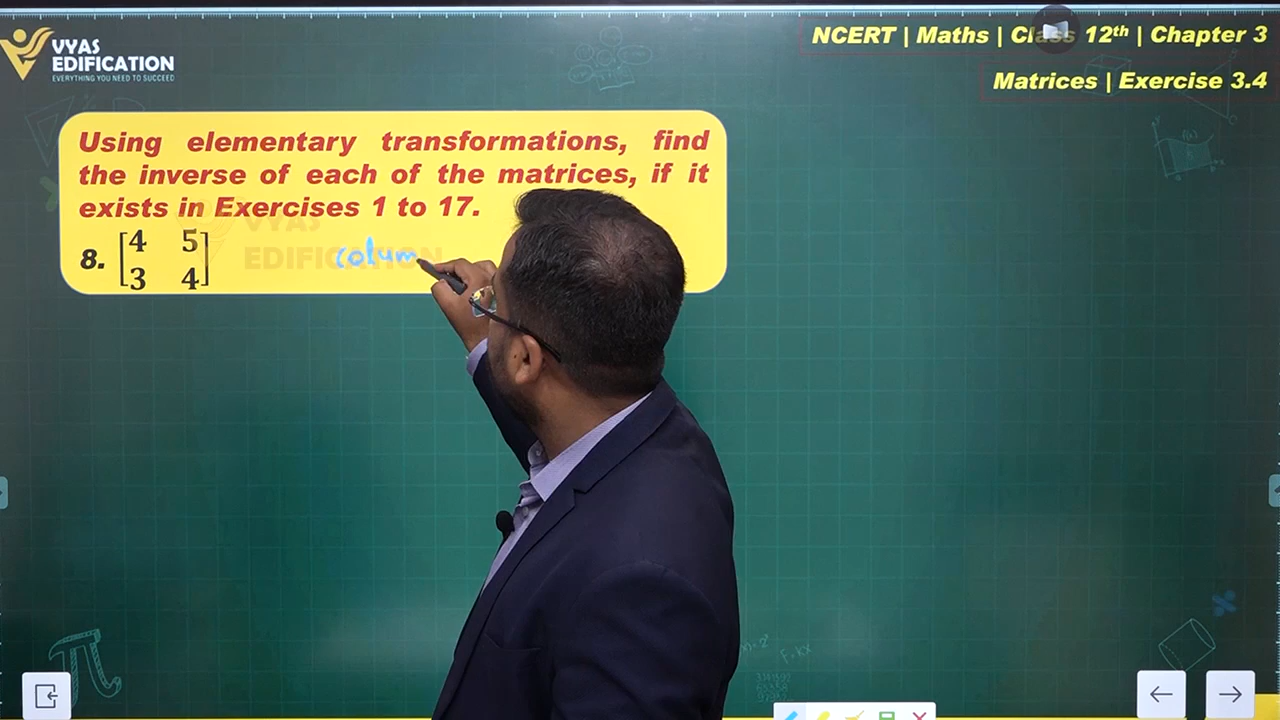 VYAS
EDIFICATION
EVERYTHING YOU NEED TO SUCCEED
NCERT | Maths | Class 12th | Chapter 3
Matrices | Exercise 3.4
Using elementary transformations, find
the inverse of each of the matrices, if it
exists in Exercises 1 to 17.
8. [4 5
3 4]
VYAS
EDIFICATION
colum